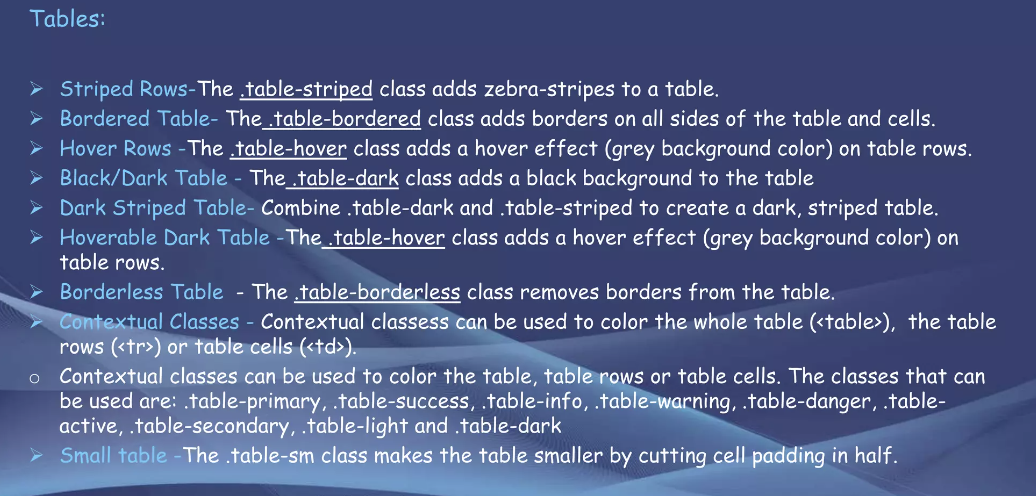 Tables:
➢ Striped Rows-The .table-striped class adds zebra-stripes to a table.
➢ Bordered Table- The .table-bordered class adds borders on all sides of the table and cells.
➢ Hover Rows -The .table-hover class adds a hover effect (grey background color) on table rows.
➢ Black/Dark Table - The .table-dark class adds a black background to the table
➢ Dark Striped Table- Combine .table-dark and .table-striped to create a dark, striped table.
➢ Hoverable Dark Table -The .table-hover class adds a hover effect (grey background color) on
table rows.
➢ Borderless Table - The .table-borderless class removes borders from the table.
➢ Contextual Classes - Contextual classess can be used to color the whole table (<table>), the table
rows (<tr>) or table cells (<td>).
o Contextual classes can be used to color the table, table rows or table cells. The classes that can
be used are: .table-primary, .table-success, .table-info, .table-warning, .table-danger, .table-
active, .table-secondary, .table-light and .table-dark
➢ Small table -The .table-sm class makes the table smaller by cutting cell padding in half.